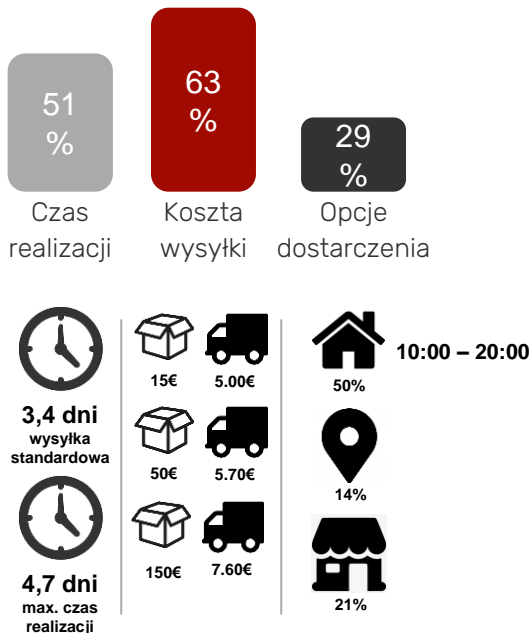 51
%
63
%
29
%
Czas
realizacji
Koszta
wysyłki
Opcje
dostarczenia
3,4 dni
wysyłka
standardowa
4,7 dni
max. czas
realizacji
15€ 5.00€
50€ 5.70€
150€ 7.60€
10:00 – 20:00
50%
14%
21%